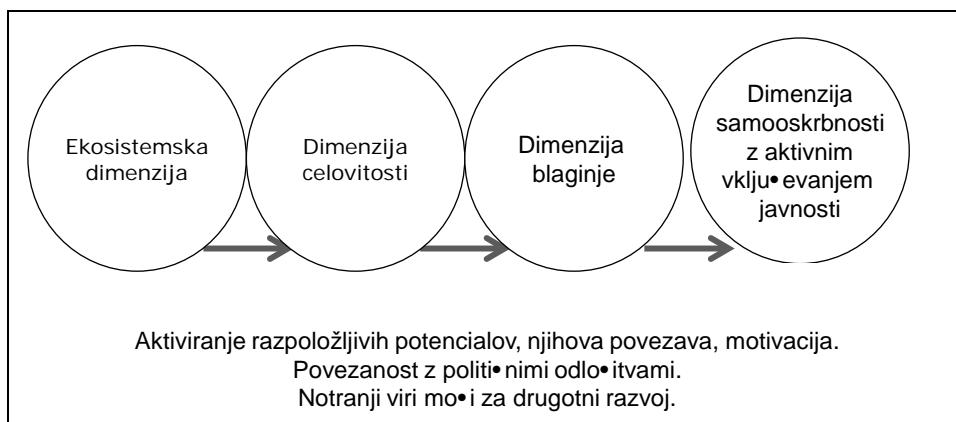 Ekosistemska
dimenzija
Dimenzija
celovitosti
Dimenzija
blaginje
Dimenzija
samooskrbnosti
z aktivnim
vklju•evanjem
javnosti
Aktiviranje razpoložljivih potencialov, njihova povezava, motivacija.
Povezanost z politi•nimi odlo•itvami.
Notranji viri mo•i za drugotni razvoj.